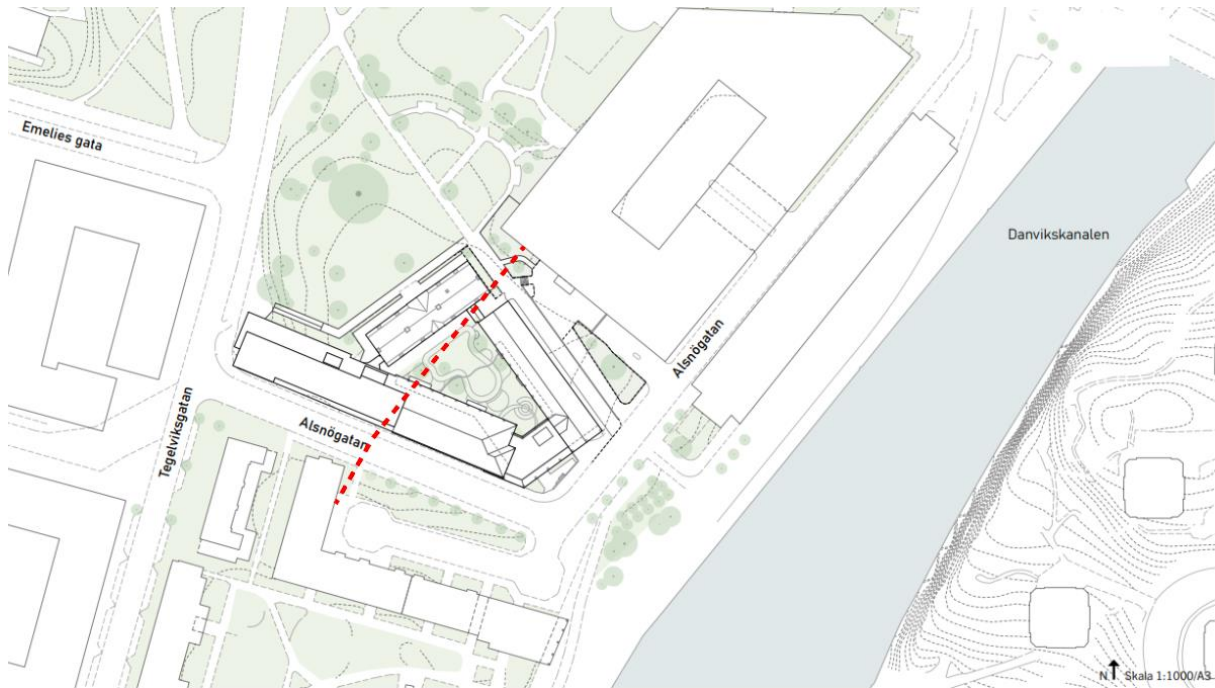 Emelies gata
Danvikskanalen
Alsnögatan
Tegelviksgatan
Alsnögatan
N Skala 1:1000/A3